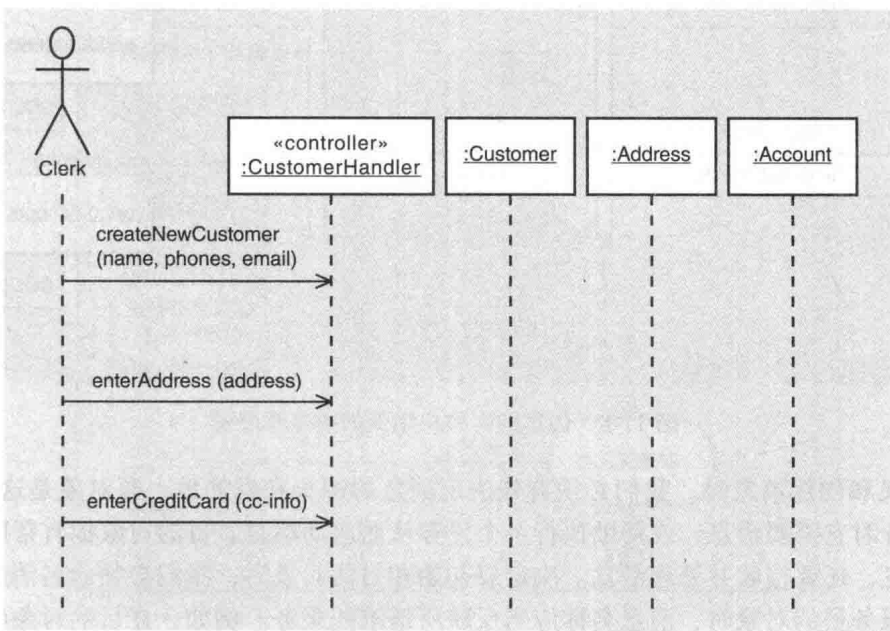 Clerk
«controller»
:CustomerHandler
:Customer
:Address
:Account
createNewCustomer
(name, phones, email)
enterAddress (address)
enterCreditCard (cc-info)